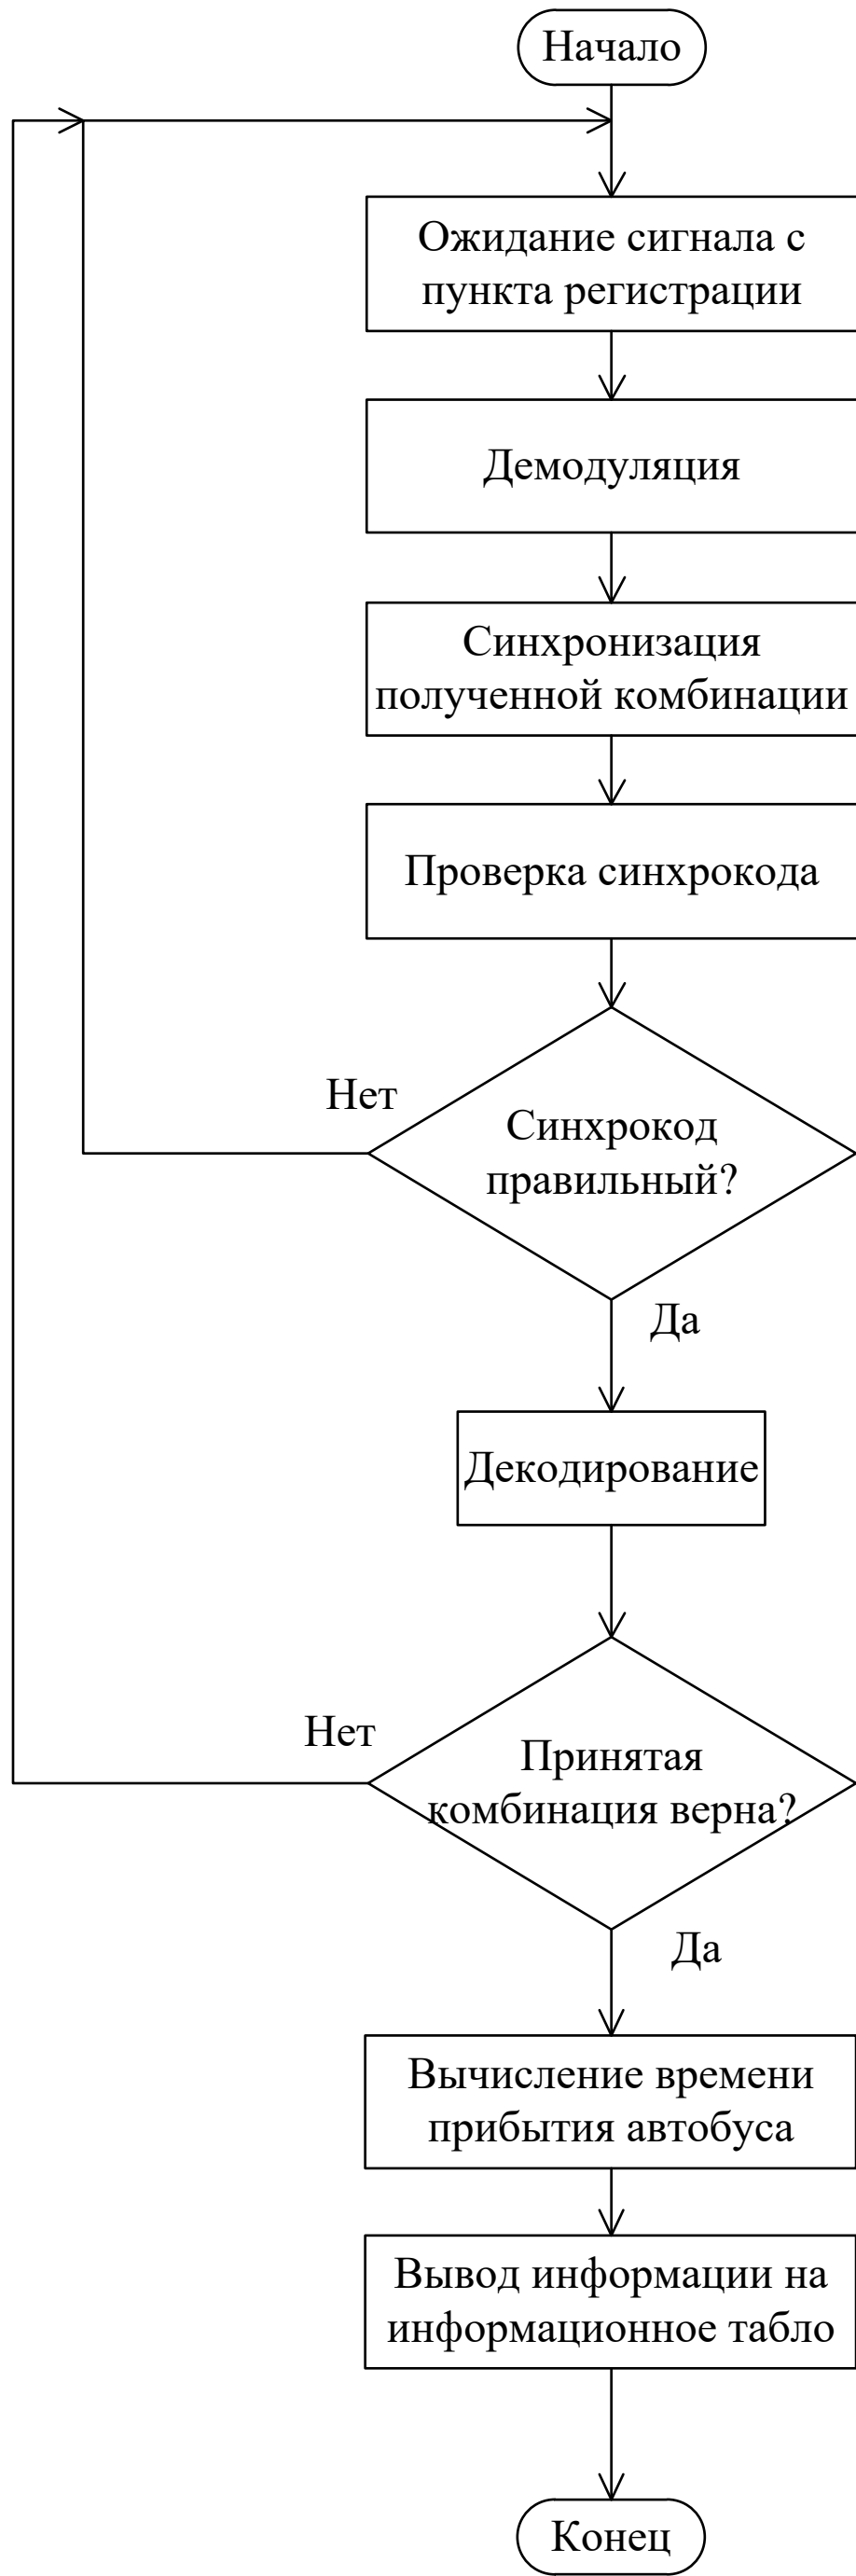 Начало
Ожидание сигнала с
пункта регистрации
Демодуляция
Синхронизация
полученной комбинации
Проверка синхрокода
Нет
Синхрокод
правильный?
Да
Декодирование
Нет
Принятая
комбинация верна?
Да
Вычисление времени
прибытия автобуса
Вывод информации на
информационное табло
Конец